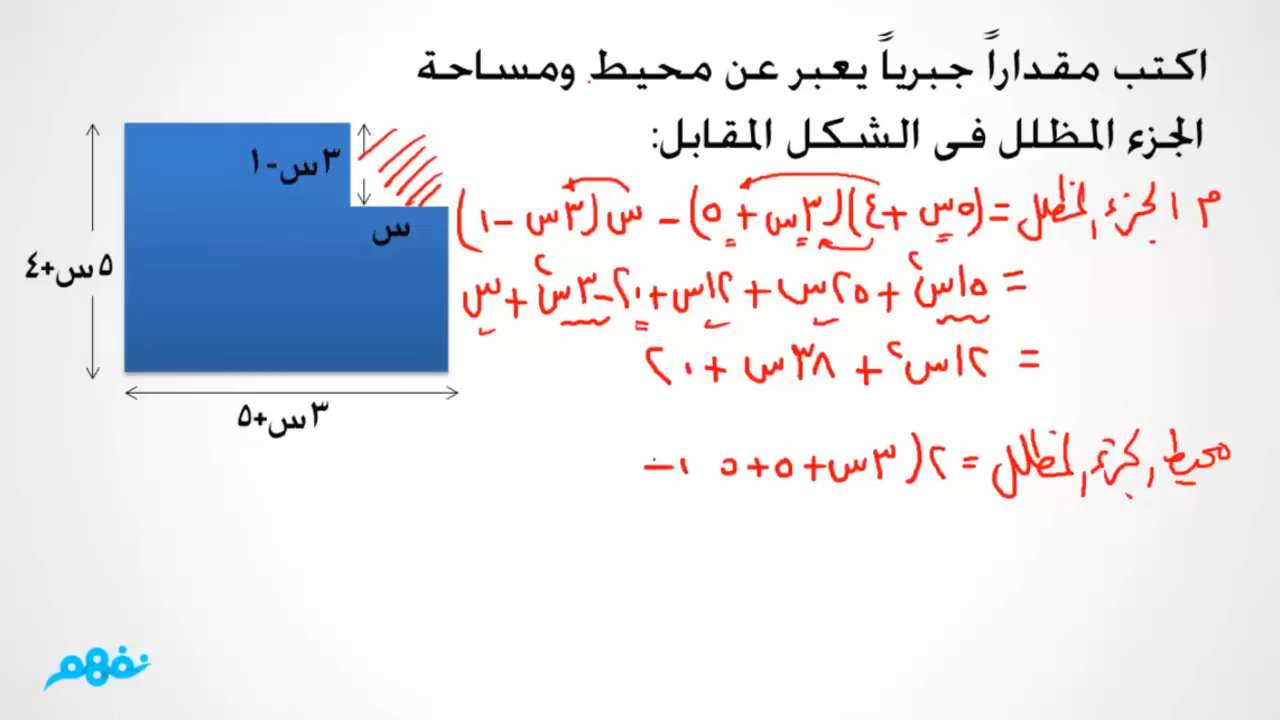 اكتب مقداراً جبرياً يعبر عن محيط ومساحة
الجزء المظلل فى الشكل المقابل:
٣س-١
س
٥س+٤
٣س+٥
م الجزء المظلل = (٥س + ٤)(٣س + ٥) - س(٣س - ١)
= ١٥س٢ + ٢٥س + ١٢س + ٢٠ - ٣س٢ + س
= ١٢س٢ + ٣٨س + ٢٠
محيط الجزء المظلل = ٢(٣س + ٥ + ٥
نفهم